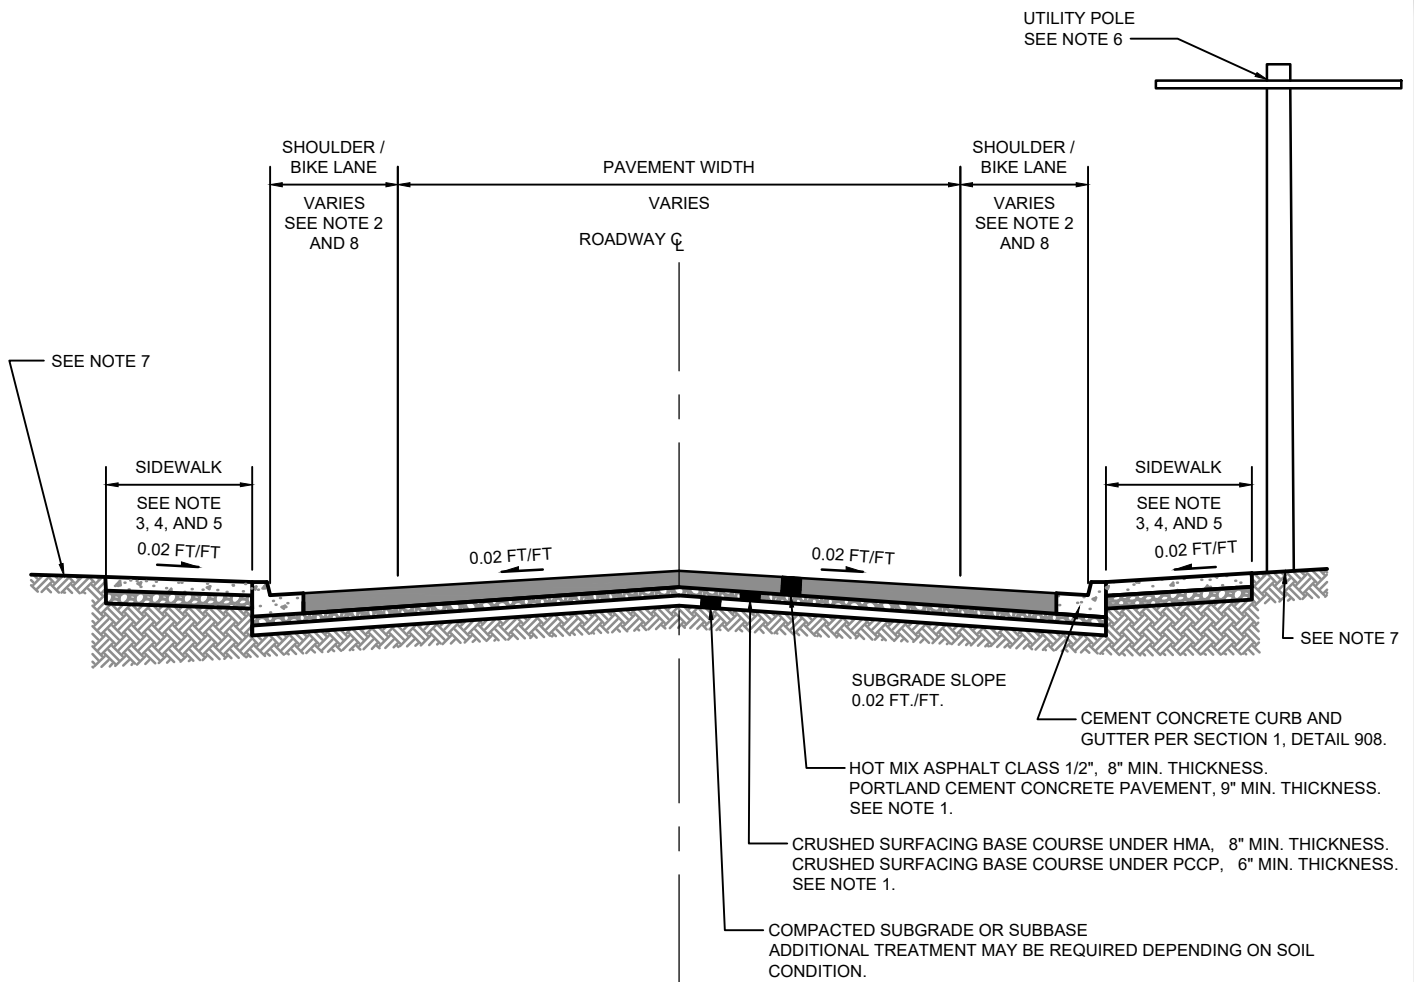 UTILITY POLE
SEE NOTE 6
SHOULDER /
BIKE LANE
VARIES
SEE NOTE 2
AND 8
PAVEMENT WIDTH
VARIES
ROADWAY ℄
SHOULDER /
BIKE LANE
VARIES
SEE NOTE 2
AND 8
SEE NOTE 7
SIDEWALK
SEE NOTE
3, 4, AND 5
0.02 FT/FT
0.02 FT/FT
0.02 FT/FT
SIDEWALK
SEE NOTE
3, 4, AND 5
0.02 FT/FT
SEE NOTE 7
SUBGRADE SLOPE
0.02 FT./FT.
CEMENT CONCRETE CURB AND
GUTTER PER SECTION 1, DETAIL 908.
HOT MIX ASPHALT CLASS 1/2", 8" MIN. THICKNESS.
PORTLAND CEMENT CONCRETE PAVEMENT, 9" MIN. THICKNESS.
SEE NOTE 1.
CRUSHED SURFACING BASE COURSE UNDER HMA, 8" MIN. THICKNESS.
CRUSHED SURFACING BASE COURSE UNDER PCCP, 6" MIN. THICKNESS.
SEE NOTE 1.
COMPACTED SUBGRADE OR SUBBASE
ADDITIONAL TREATMENT MAY BE REQUIRED DEPENDING ON SOIL
CONDITION.